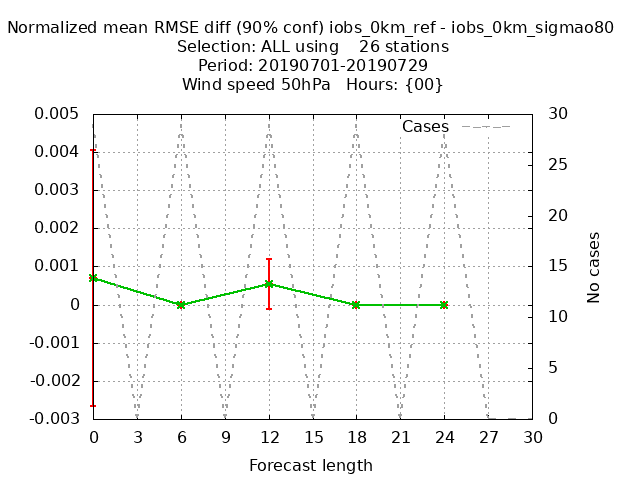 Normalized mean RMSE diff (90% conf) iobs_0km_ref - iobs_0km_sigmao80
Selection: ALL using    26 stations
Period: 20190701-20190729
Wind speed 50hPa   Hours: {00}
Cases
0.005
0.004
0.003
0.002
0.001
0
-0.001
-0.002
-0.003
30
25
20
15
10
5
0
No cases
0 3 6 9 12 15 18 21 24 27 30
Forecast length